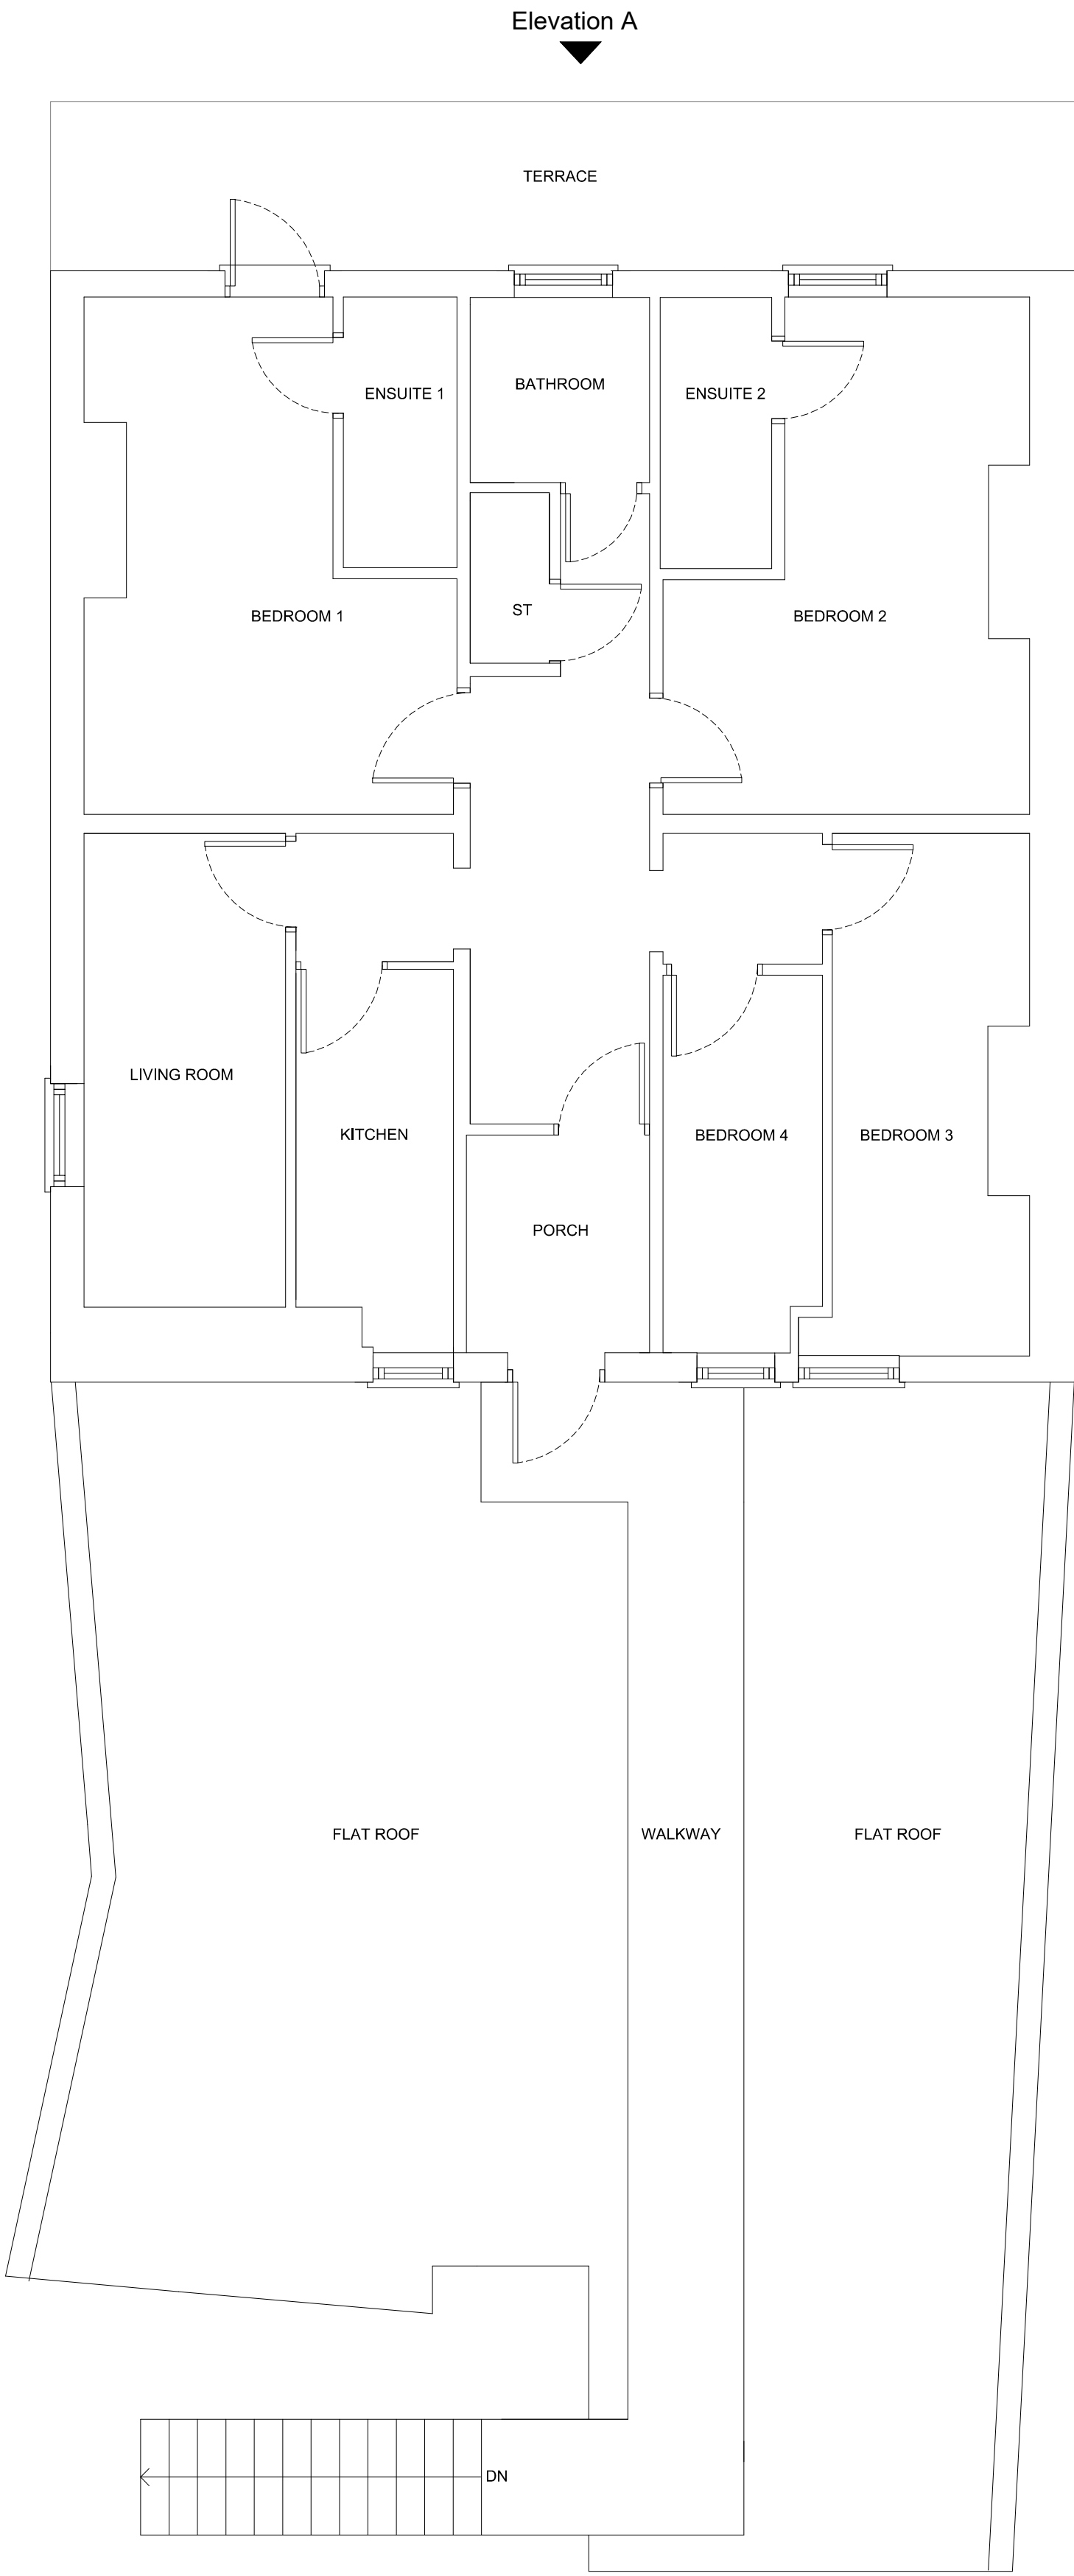 Elevation A
TERRACE
ENSUITE 1
BATHROOM
ENSUITE 2
BEDROOM 1
ST
BEDROOM 2
LIVING ROOM
KITCHEN
BEDROOM 4
BEDROOM 3
PORCH
FLAT ROOF
WALKWAY
FLAT ROOF
DN